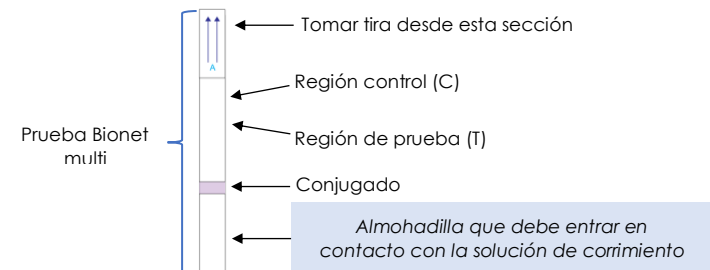 Tomar tira desde esta sección
A
Región control (C)
Prueba Bionet
multi
Región de prueba (T)
Conjugado
Almohadilla que debe entrar en
contacto con la solución de corrimiento